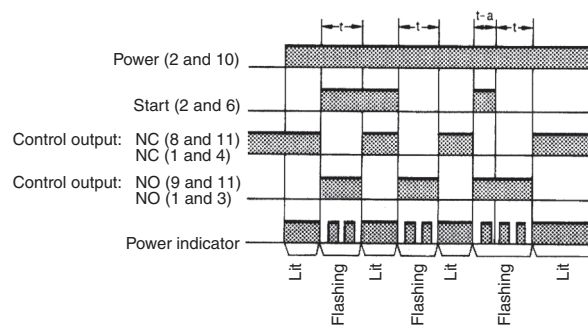 t
t
t-a
t
Power (2 and 10)
Start (2 and 6)
Control output: NC (8 and 11)
NC (1 and 4)
Control output: NO (9 and 11)
NO (1 and 3)
Power indicator
Lit
Flashing
Lit
Flashing
Lit
Flashing
Lit